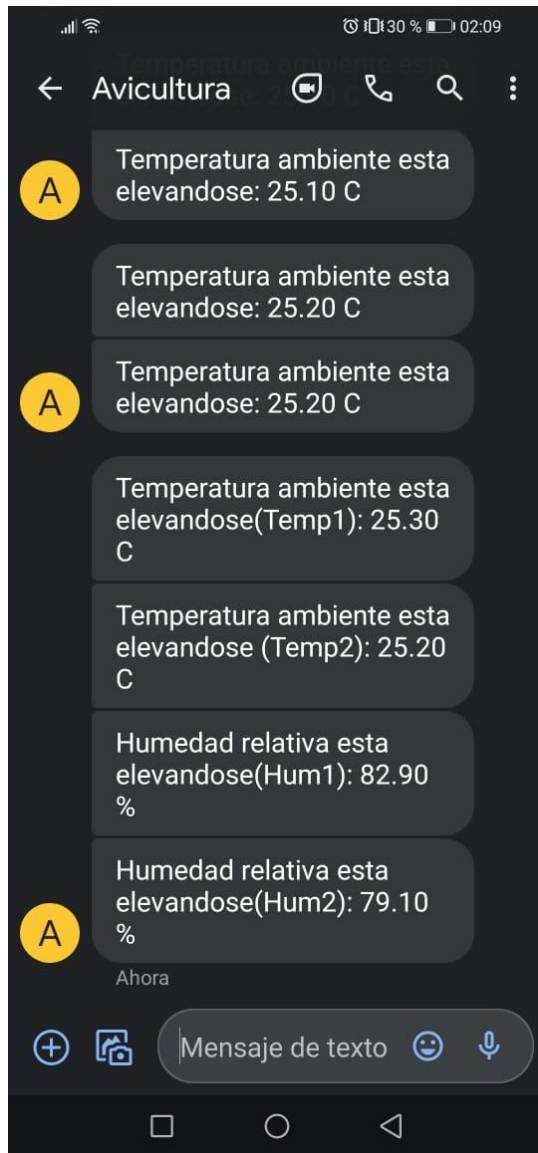 30 % 02:09
Avicultura
Temperatura ambiente esta
elevandose: 25.10 C
A
Temperatura ambiente esta
elevandose: 25.20 C
Temperatura ambiente esta
elevandose: 25.20 C
A
Temperatura ambiente esta
elevandose(Temp1): 25.30
C
Temperatura ambiente esta
elevandose (Temp2): 25.20
C
Humedad relativa esta
elevandose(Hum1): 82.90
%
Humedad relativa esta
elevandose(Hum2): 79.10
%
A
Ahora
Mensaje de texto